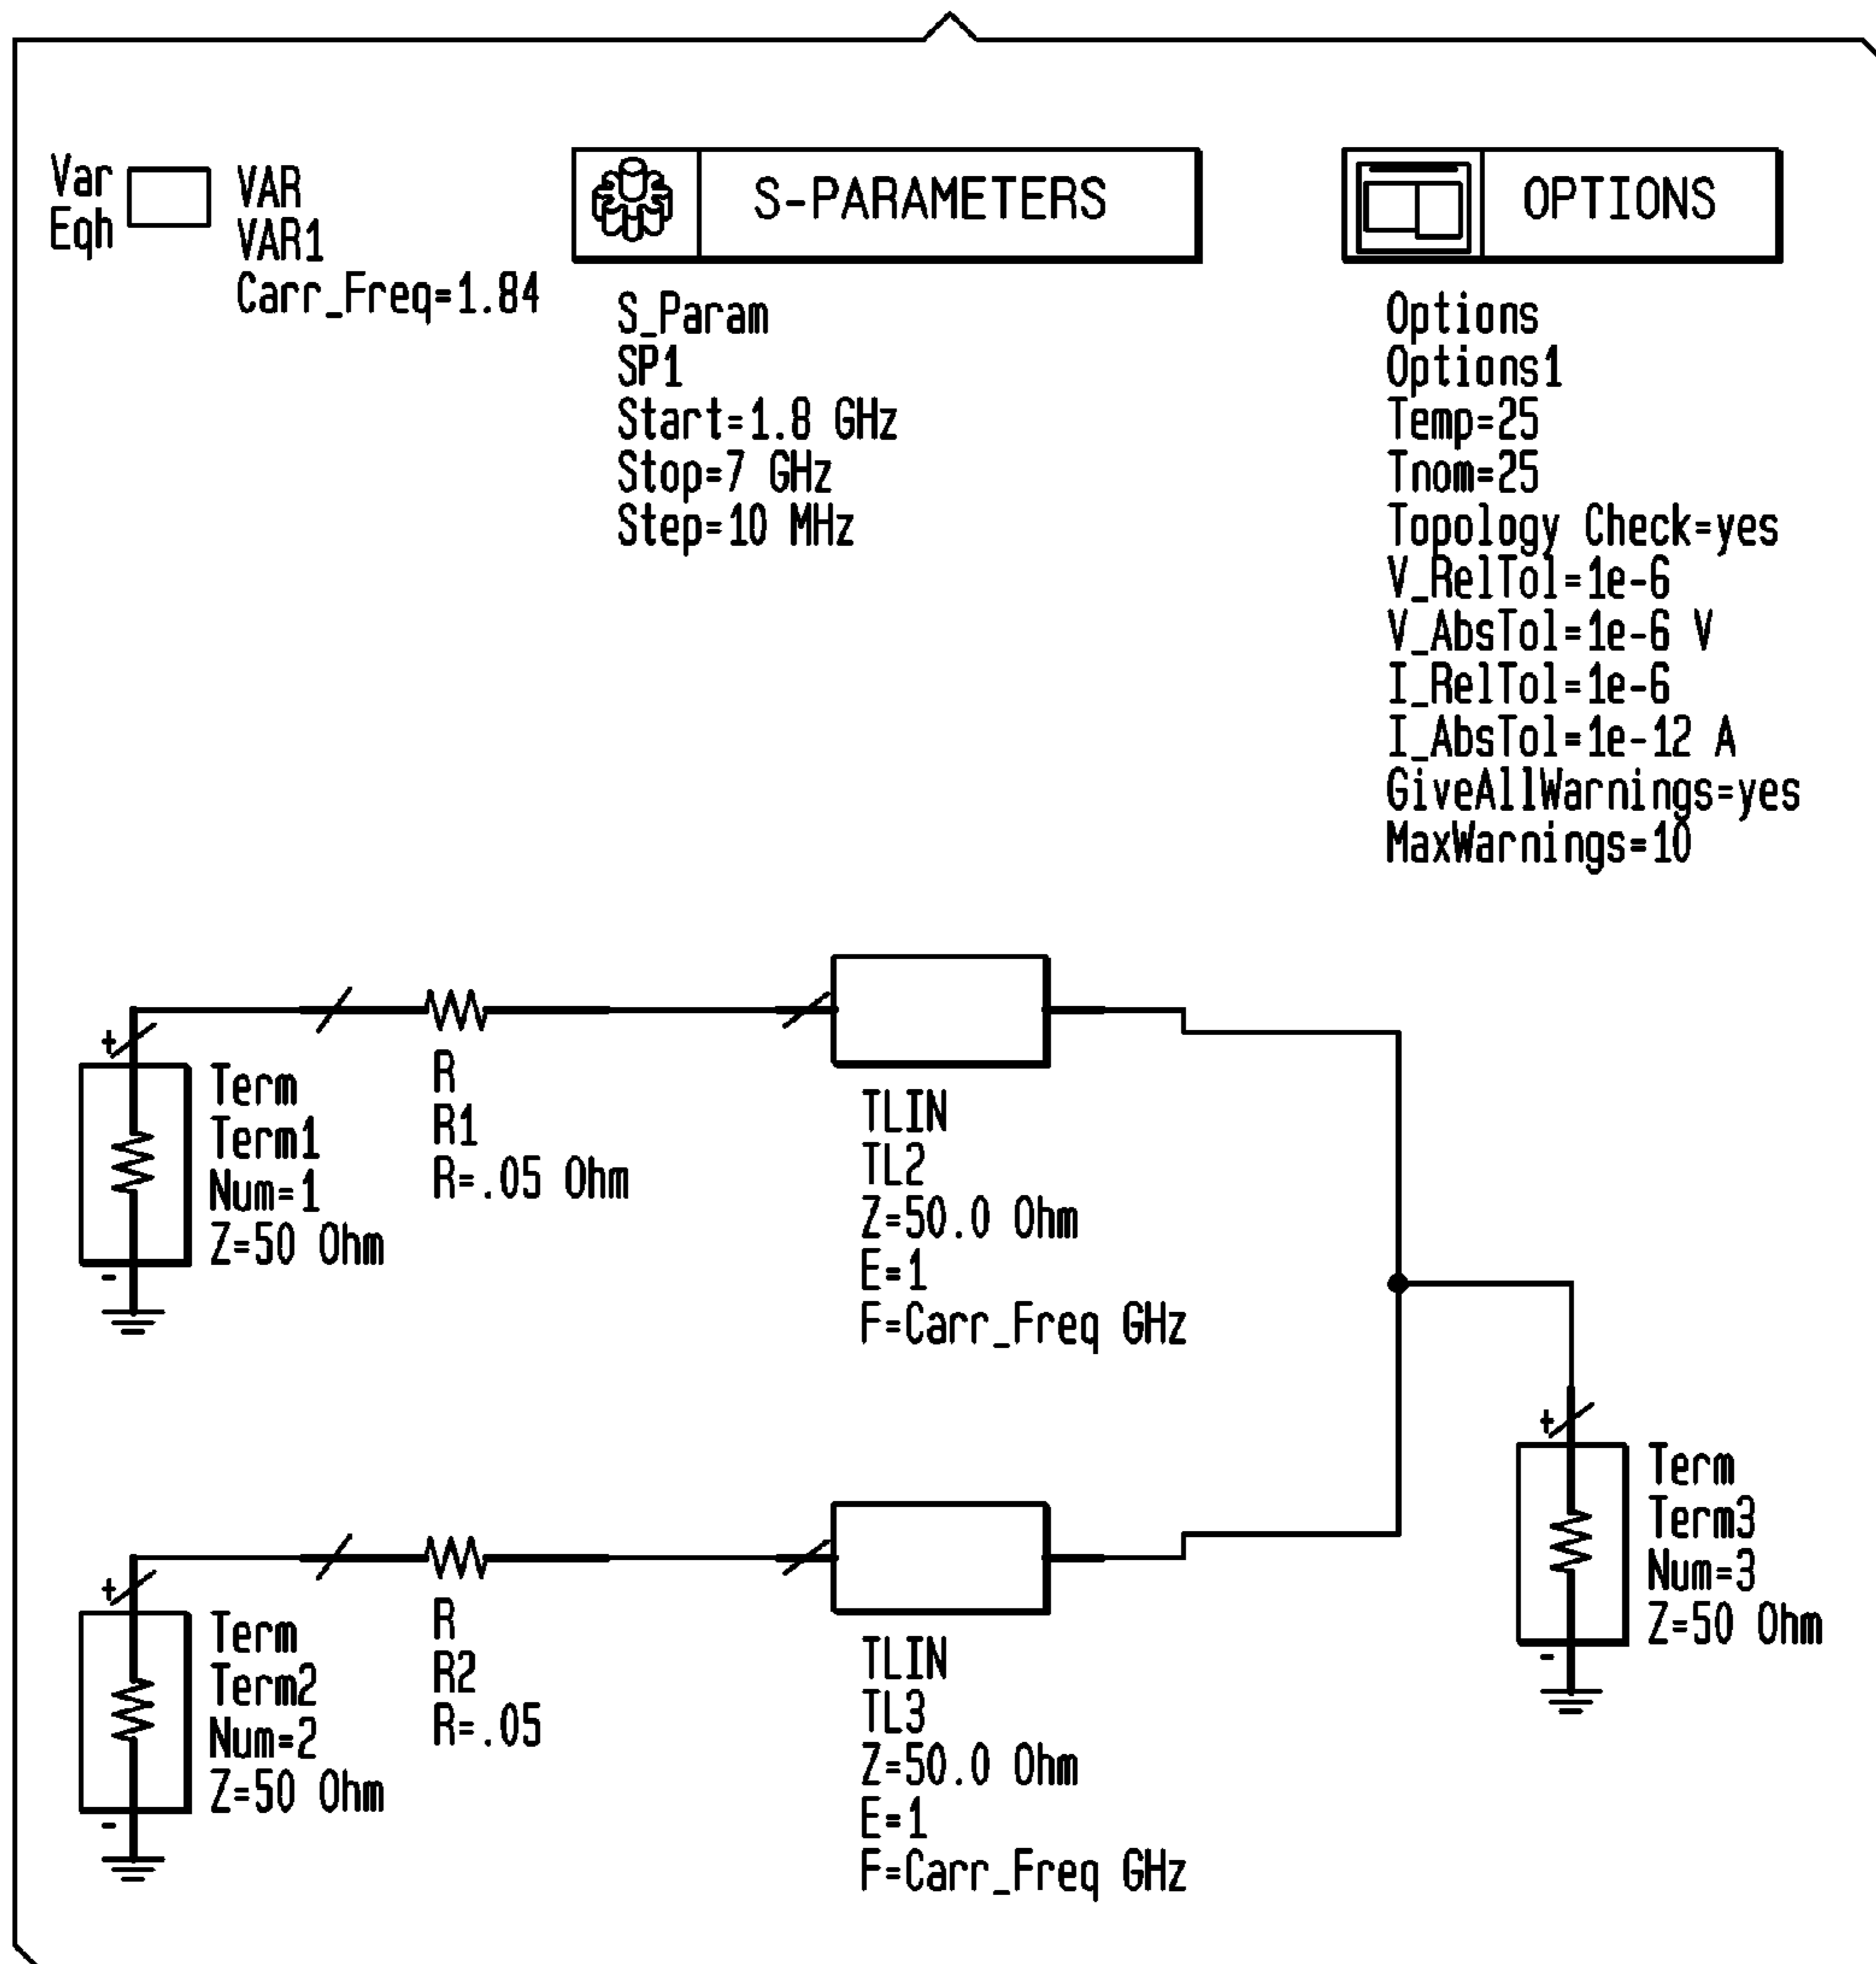 Var
Eqh
VAR
VAR1
Carr_Freq=1.84
S-PARAMETERS
S_Param
SP1
Start=1.8 GHz
Stop=7 GHz
Step=10 MHz
OPTIONS
Options
Options1
Temp=25
Tnom=25
Topology Check=yes
V_RelTol=1e-6
V_AbsTol=1e-6 V
I_RelTol=1e-6
I_AbsTol=1e-12 A
GiveAllWarnings=yes
MaxWarnings=10
+
Term
Term1
Num=1
Z=50 Ohm
-
R
R1
R=.05 Ohm
TLIN
TL2
Z=50.0 Ohm
E=1
F=Carr_Freq GHz
+
Term
Term3
Num=3
Z=50 Ohm
-
+
Term
Term2
Num=2
Z=50 Ohm
-
R
R2
R=.05
TLIN
TL3
Z=50.0 Ohm
E=1
F=Carr_Freq GHz